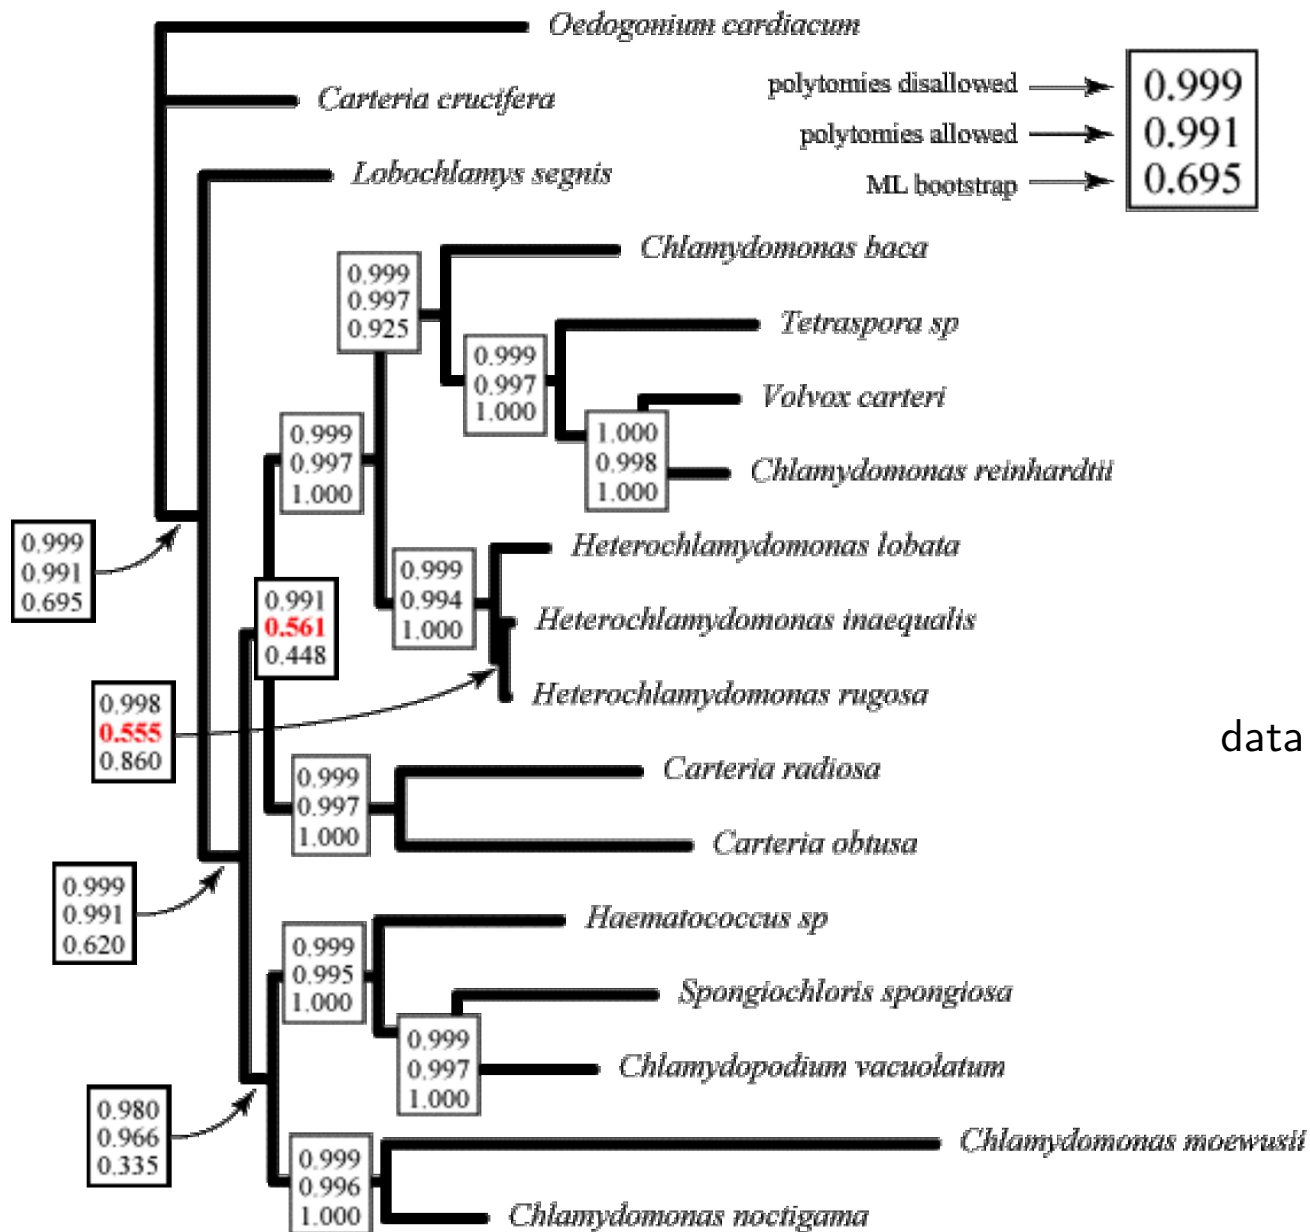 Oedogonium cardiacum
polytomies disallowed
0.999
Carteria crucifera
polytomies allowed
0.991
Lobochlamys segnis
ML bootstrap
0.695
Chlamydomonas baca
0.999
0.997
0.925
Tetraspora sp
0.999
0.997
1.000
Volvox carteri
1.000
0.998
1.000
Chlamydomonas reinhardtii
0.999
0.997
1.000
Heterochlamydomonas lobata
0.999
0.991
0.695
0.999
0.994
1.000
Heterochlamydomonas inaequalis
0.991
0.561
0.448
Heterochlamydomonas rugosa
0.998
0.555
0.860
data
Carteria radiosa
0.999
0.997
1.000
Carteria obtusa
0.999
0.991
0.620
Haematococcus sp
0.999
0.995
1.000
Spongiochloris spongiosa
0.999
0.997
1.000
Chlamydopodium vacuolatum
0.980
0.966
0.335
Chlamydomonas moewusii
0.999
0.996
1.000
Chlamydomonas noctigama